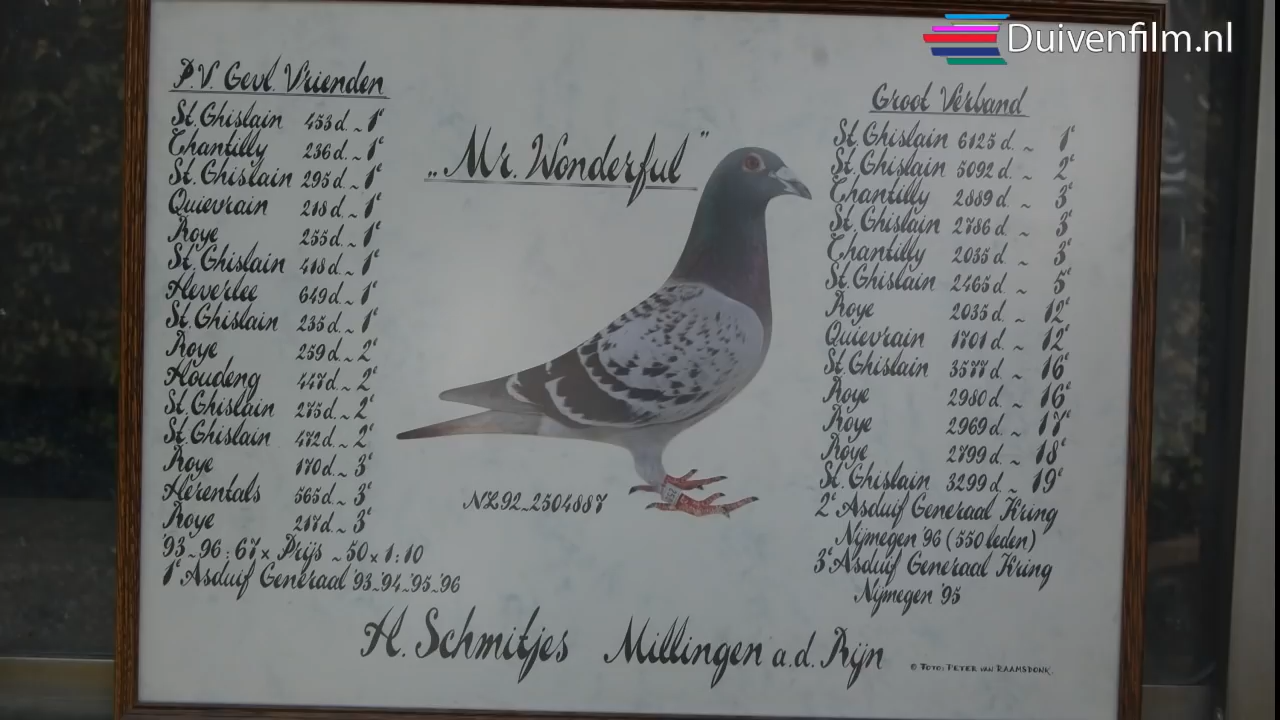 Duivenfilm.nl
P.V. Gevl. Vrienden
St. Ghislain 453 d. ~ 1e
Chantilly 236 d. ~ 1e
St. Ghislain 295 d. ~ 1e
Quievrain 218 d. ~ 1e
Roye 255 d. ~ 1e
St. Ghislain 418 d. ~ 1e
Heverlee 649 d. ~ 1e
St. Ghislain 235 d. ~ 1e
Roye 259 d. ~ 2e
Houdeng 447 d. ~ 2e
St. Ghislain 275 d. ~ 2e
St. Ghislain 472 d. ~ 2e
Roye 170 d. ~ 3e
Herentals 565 d. ~ 3e
Roye 217 d. ~ 3e
'93~'96: 67 x Prijs ~ 50 x 1:10
1e Asduif Generaal '93~'94~'95~'96
„Mr. Wonderful”
NL92~2504887
Groot Verband
St. Ghislain 6125 d. ~ 1e
St. Ghislain 5092 d. ~ 2e
Chantilly 2889 d. ~ 3e
St. Ghislain 2786 d. ~ 3e
Chantilly 2035 d. ~ 3e
St. Ghislain 2465 d. ~ 5e
Roye 2035 d. ~ 12e
Quievrain 1701 d. ~ 12e
St. Ghislain 3577 d. ~ 16e
Roye 2980 d. ~ 16e
Roye 2969 d. ~ 17e
Roye 2799 d. ~ 18e
St. Ghislain 3299 d. ~ 19e
2e Asduif Generaal Kring
Nijmegen '96 (550 leden)
3e Asduif Generaal Kring
Nijmegen '95
H. Schmitjes Millingen a.d. Rijn
© Foto: Peter van Raamsdonk.